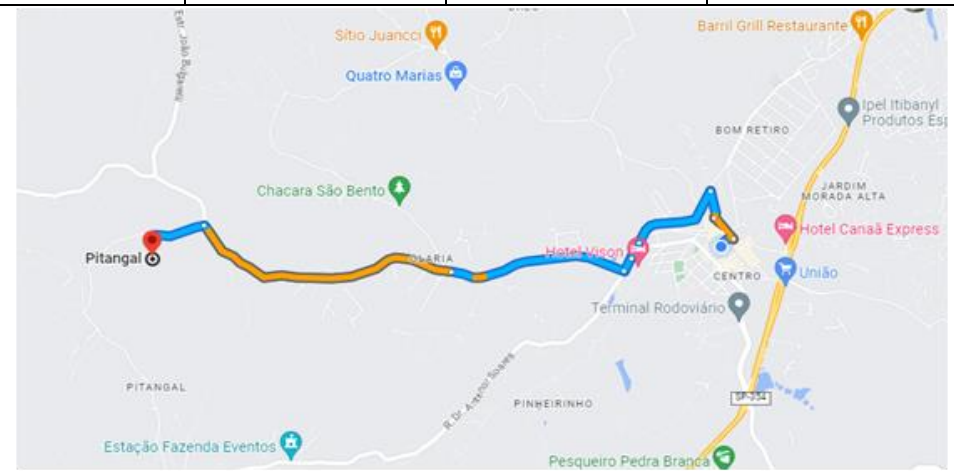 Sítio Juancci
Barril Grill Restaurante
Quatro Marias
Ipel Itibanyl
Produtos Esp
BOM RETIRO
Chacara São Bento
JARDIM
MORADA ALTA
Hotel Canaã Express
Pitangal
OLARIA
Hotel Vison
CENTRO
União
Terminal Rodoviário
PITANGAL
R. Dr. Antenor Soares
PINHEIRINHO
SP-354
Estação Fazenda Eventos
Pesqueiro Pedra Branca